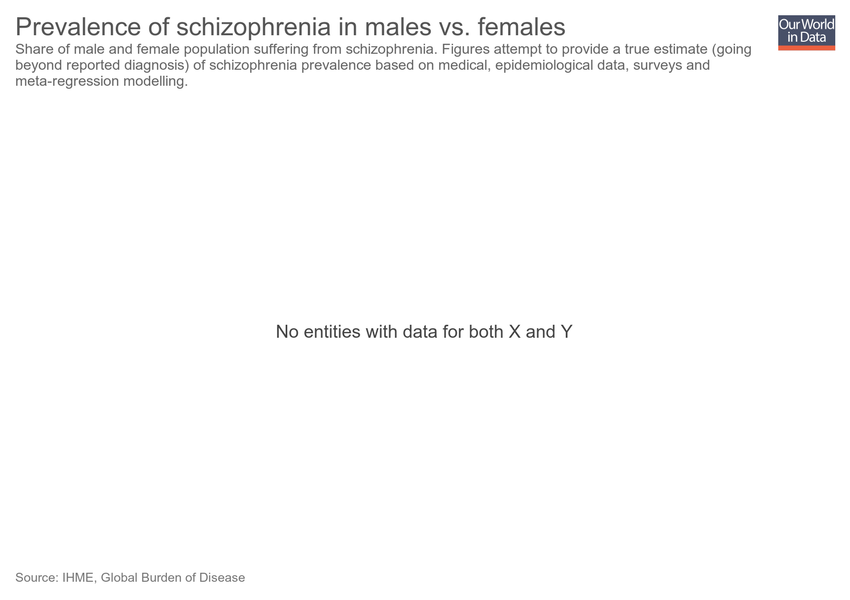 Prevalence of schizophrenia in males vs. females
Our World
in Data
Share of male and female population suffering from schizophrenia. Figures attempt to provide a true estimate (going
beyond reported diagnosis) of schizophrenia prevalence based on medical, epidemiological data, surveys and
meta-regression modelling.
No entities with data for both X and Y
Source: IHME, Global Burden of Disease